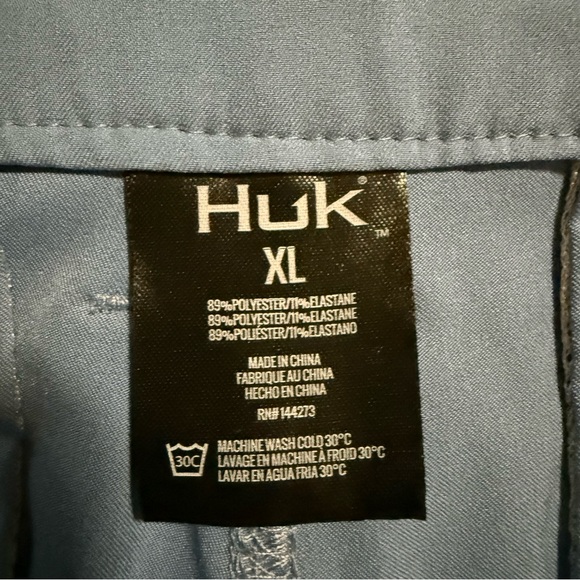 HUK®™
XL
89%POLYESTER/11%ELASTANE
89%POLYESTER/11%ELASTANE
89%POLIÉSTER/11%ELASTANO
MADE IN CHINA
FABRIQUE AU CHINA
HECHO EN CHINA
RN# 144273
30C
MACHINE WASH COLD 30°C
LAVAGE EN MACHINE À FROID 30°C
LAVAR EN AGUA FRIA 30°C